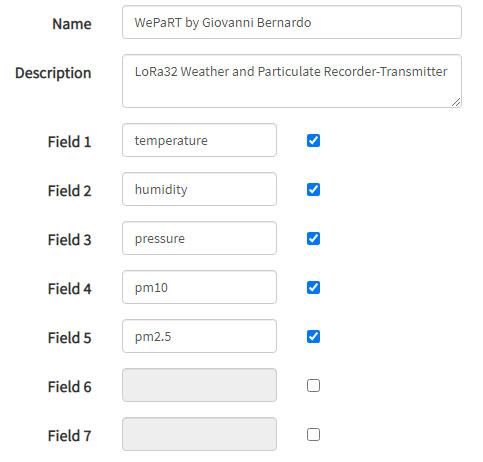 Name WePaRT by Giovanni Bernardo
Description LoRa32 Weather and Particulate Recorder-Transmitter
Field 1 temperature
Field 2 humidity
Field 3 pressure
Field 4 pm10
Field 5 pm2.5
Field 6
Field 7